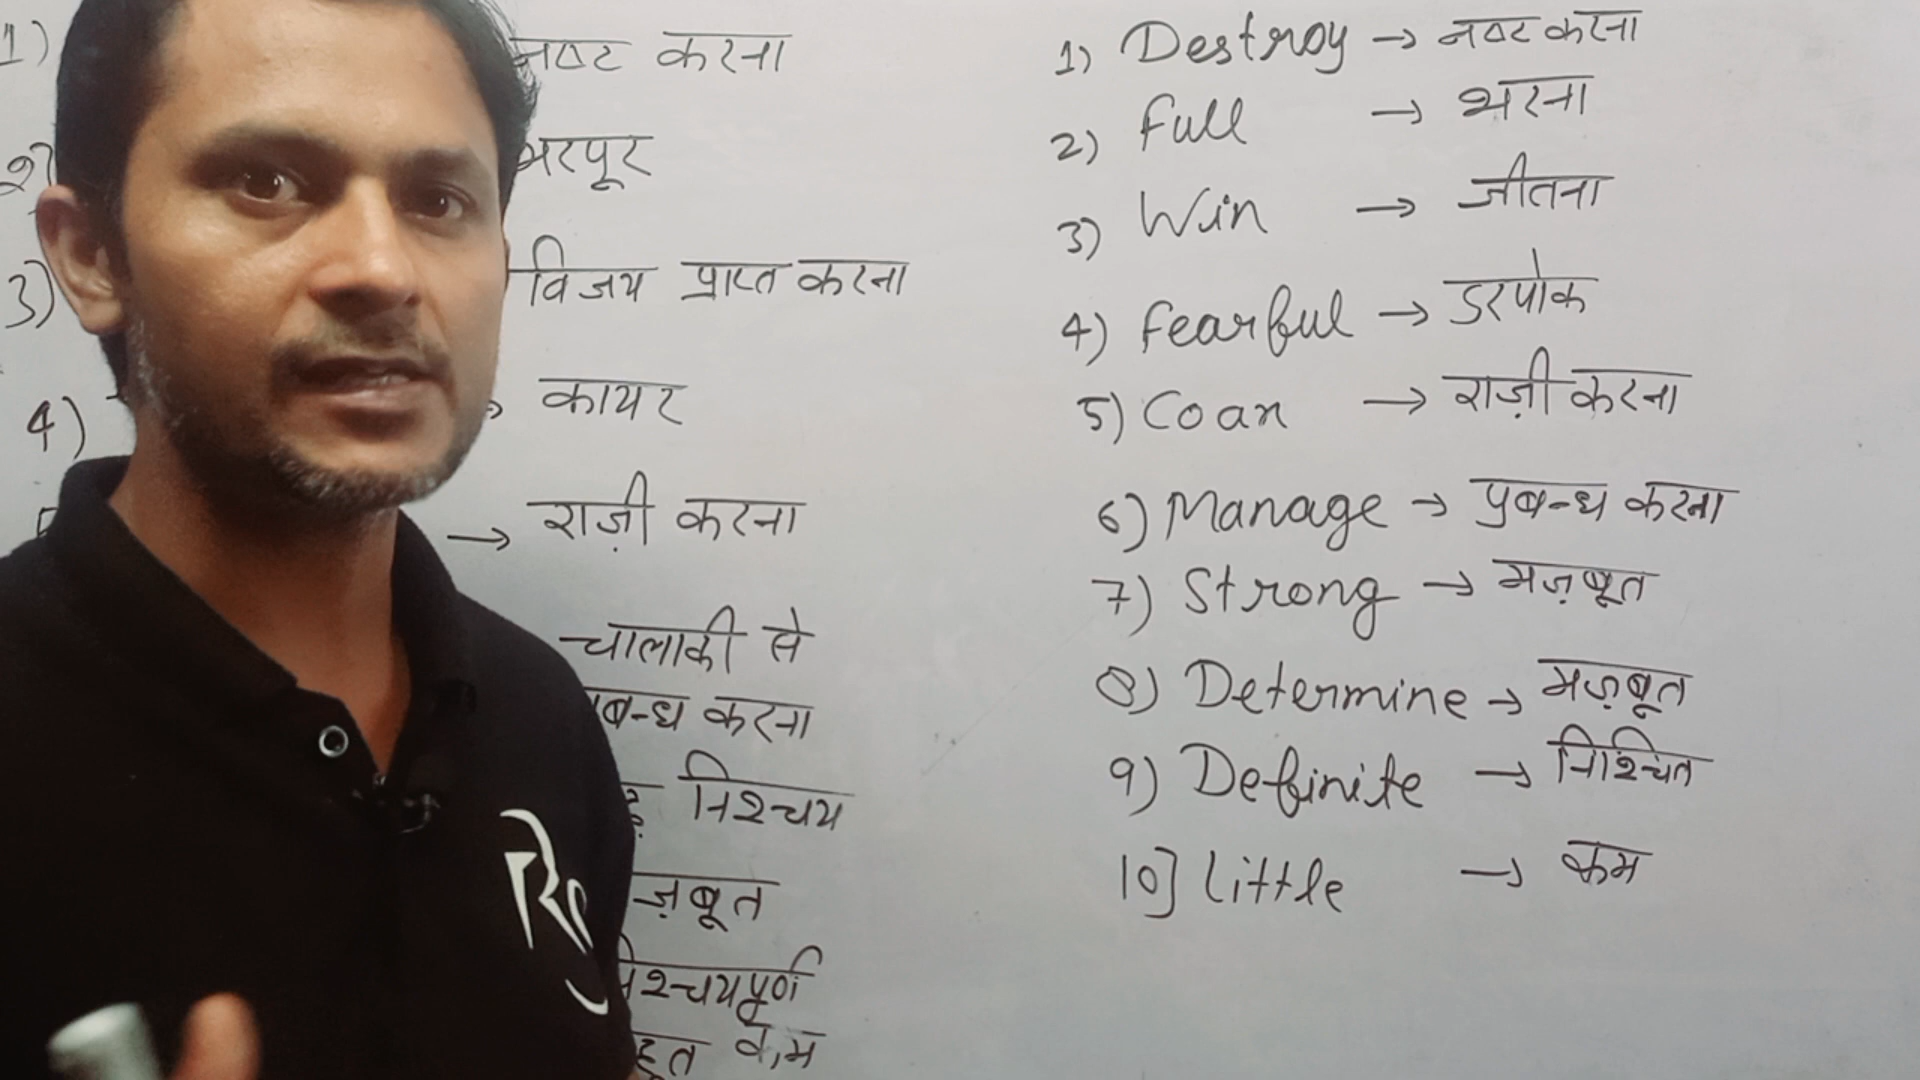 1) नष्ट करना
2) भरपूर
3) विजय प्राप्त करना
4) कायर
→ राज़ी करना
चालाकी से
करना
निश्चय
कम
1) Destroy → नष्ट करना
2) Full → भरना
3) Win → जीतना
4) Fearful → डरपोक
5) Coax → राज़ी करना
6) Manage → प्रबन्ध करना
7) Strong → मज़बूत
8) Determine → मज़बूत
9) Definite → निश्चित
10] Little → कम